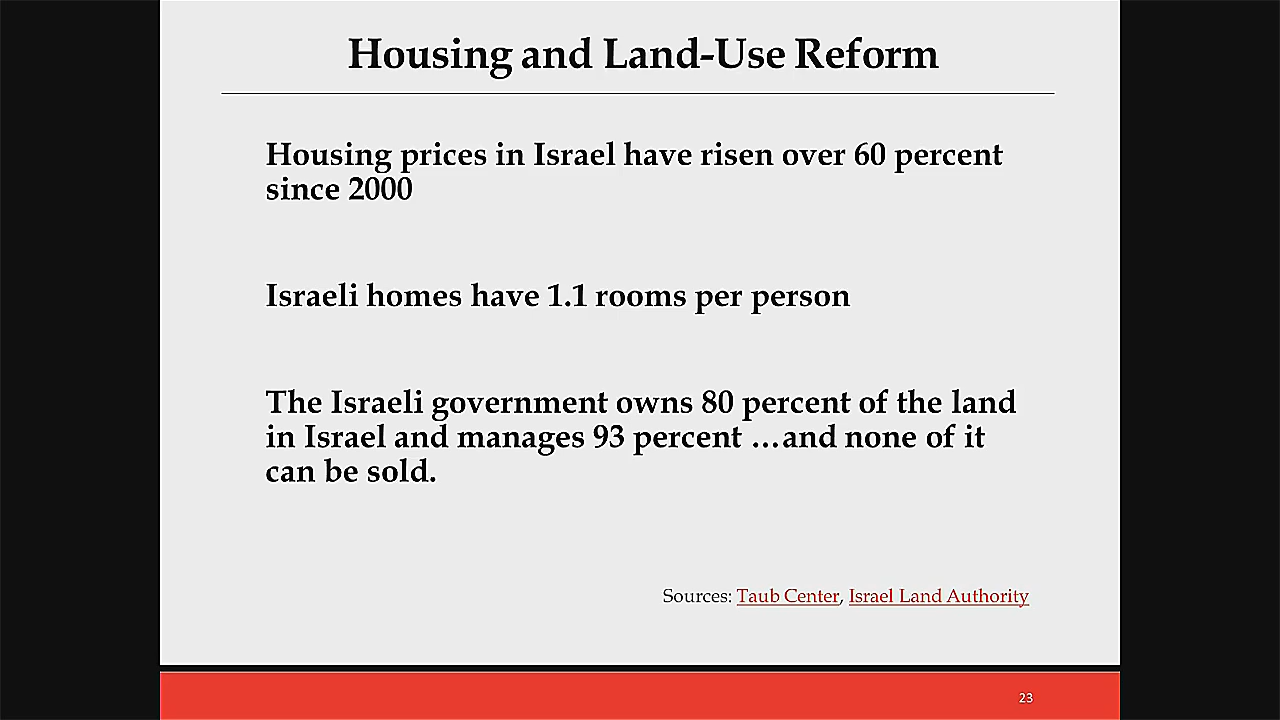 Housing and Land-Use Reform
Housing prices in Israel have risen over 60 percent
since 2000
Israeli homes have 1.1 rooms per person
The Israeli government owns 80 percent of the land
in Israel and manages 93 percent …and none of it
can be sold.
Sources: Taub Center, Israel Land Authority
23